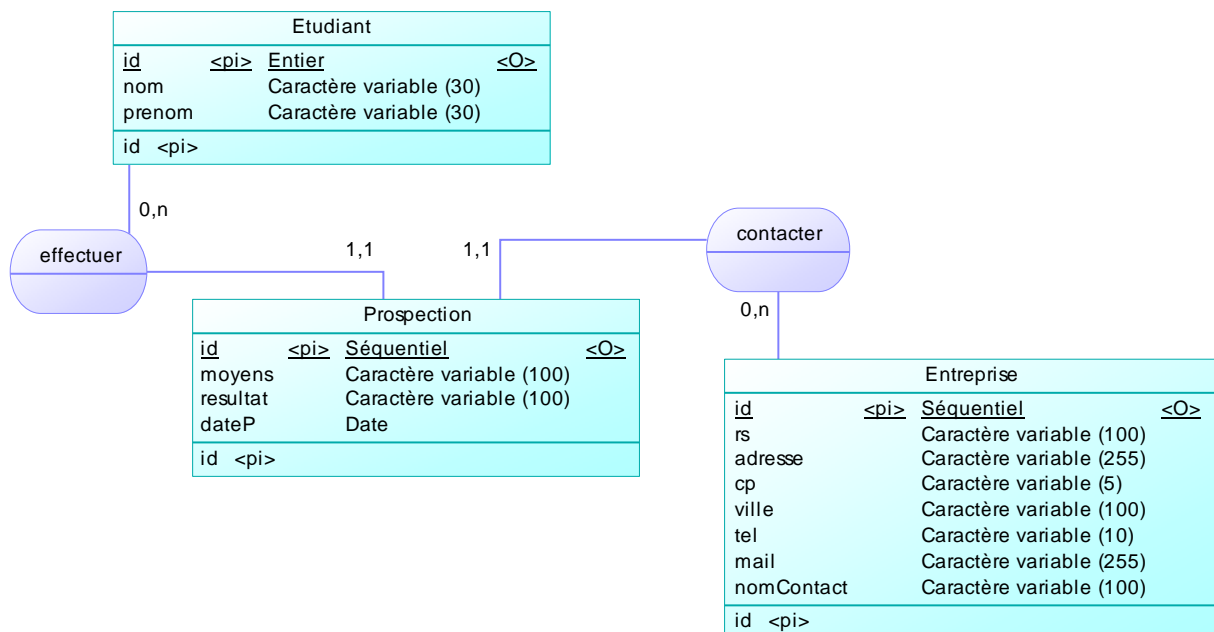 Etudiant
id <pi> Entier <O>
nom Caractère variable (30)
prenom Caractère variable (30)
id <pi>
0,n
effectuer
1,1
1,1
contacter
0,n
Prospection
id <pi> Séquentiel <O>
moyens Caractère variable (100)
resultat Caractère variable (100)
dateP Date
id <pi>
Entreprise
id <pi> Séquentiel <O>
rs Caractère variable (100)
adresse Caractère variable (255)
cp Caractère variable (5)
ville Caractère variable (100)
tel Caractère variable (10)
mail Caractère variable (255)
nomContact Caractère variable (100)
id <pi>